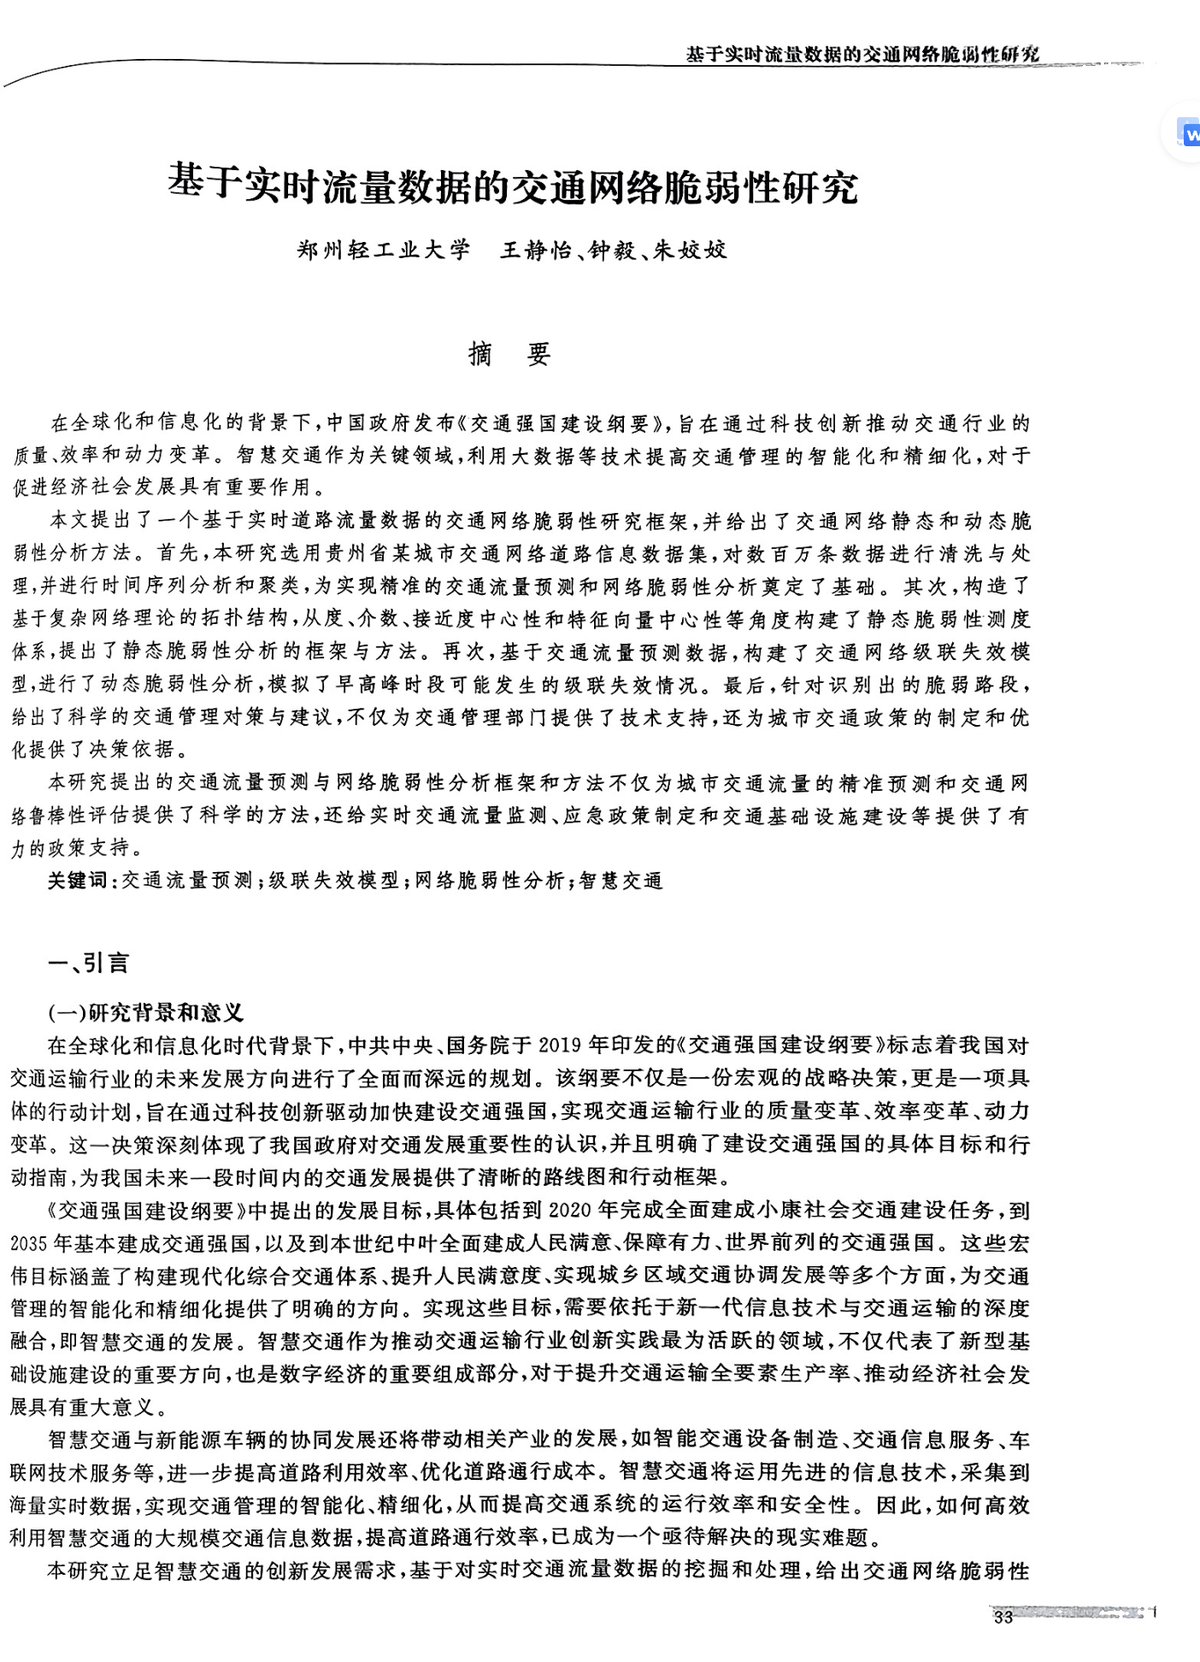 基于实时流量数据的交通网络脆弱性研究
W
基于实时流量数据的交通网络脆弱性研究
郑州轻工业大学　王静怡、钟毅、朱姣姣
摘　要
在全球化和信息化的背景下,中国政府发布《交通强国建设纲要》,旨在通过科技创新推动交通行业的
质量、效率和动力变革。智慧交通作为关键领域,利用大数据等技术提高交通管理的智能化和精细化,对于
促进经济社会发展具有重要作用。
本文提出了一个基于实时道路流量数据的交通网络脆弱性研究框架,并给出了交通网络静态和动态脆
弱性分析方法。首先,本研究选用贵州省某城市交通网络道路信息数据集,对数百万条数据进行清洗与处
理,并进行时间序列分析和聚类,为实现精准的交通流量预测和网络脆弱性分析奠定了基础。其次,构造了
基于复杂网络理论的拓扑结构,从度、介数、接近度中心性和特征向量中心性等角度构建了静态脆弱性测度
体系,提出了静态脆弱性分析的框架与方法。再次,基于交通流量预测数据,构建了交通网络级联失效模
型,进行了动态脆弱性分析,模拟了早高峰时段可能发生的级联失效情况。最后,针对识别出的脆弱路段,
给出了科学的交通管理对策与建议,不仅为交通管理部门提供了技术支持,还为城市交通政策的制定和优
化提供了决策依据。
本研究提出的交通流量预测与网络脆弱性分析框架和方法不仅为城市交通流量的精准预测和交通网
络鲁棒性评估提供了科学的方法,还给实时交通流量监测、应急政策制定和交通基础设施建设等提供了有
力的政策支持。
关键词:交通流量预测;级联失效模型;网络脆弱性分析;智慧交通
一、引言
(一)研究背景和意义
在全球化和信息化时代背景下,中共中央、国务院于 2019 年印发的《交通强国建设纲要》标志着我国对
交通运输行业的未来发展方向进行了全面而深远的规划。该纲要不仅是一份宏观的战略决策,更是一项具
体的行动计划,旨在通过科技创新驱动加快建设交通强国,实现交通运输行业的质量变革、效率变革、动力
变革。这一决策深刻体现了我国政府对交通发展重要性的认识,并且明确了建设交通强国的具体目标和行
动指南,为我国未来一段时间内的交通发展提供了清晰的路线图和行动框架。
《交通强国建设纲要》中提出的发展目标,具体包括到 2020 年完成全面建成小康社会交通建设任务,到
2035 年基本建成交通强国,以及到本世纪中叶全面建成人民满意、保障有力、世界前列的交通强国。这些宏
伟目标涵盖了构建现代化综合交通体系、提升人民满意度、实现城乡区域交通协调发展等多个方面,为交通
管理的智能化和精细化提供了明确的方向。实现这些目标,需要依托于新一代信息技术与交通运输的深度
融合,即智慧交通的发展。智慧交通作为推动交通运输行业创新实践最为活跃的领域,不仅代表了新型基
础设施建设的重要方向,也是数字经济的重要组成部分,对于提升交通运输全要素生产率、推动经济社会发
展具有重大意义。
智慧交通与新能源车辆的协同发展还将带动相关产业的发展,如智能交通设备制造、交通信息服务、车
联网技术服务等,进一步提高道路利用效率、优化道路通行成本。智慧交通将运用先进的信息技术,采集到
海量实时数据,实现交通管理的智能化、精细化,从而提高交通系统的运行效率和安全性。因此,如何高效
利用智慧交通的大规模交通信息数据,提高道路通行效率,已成为一个亟待解决的现实难题。
本研究立足智慧交通的创新发展需求,基于对实时交通流量数据的挖掘和处理,给出交通网络脆弱性
33